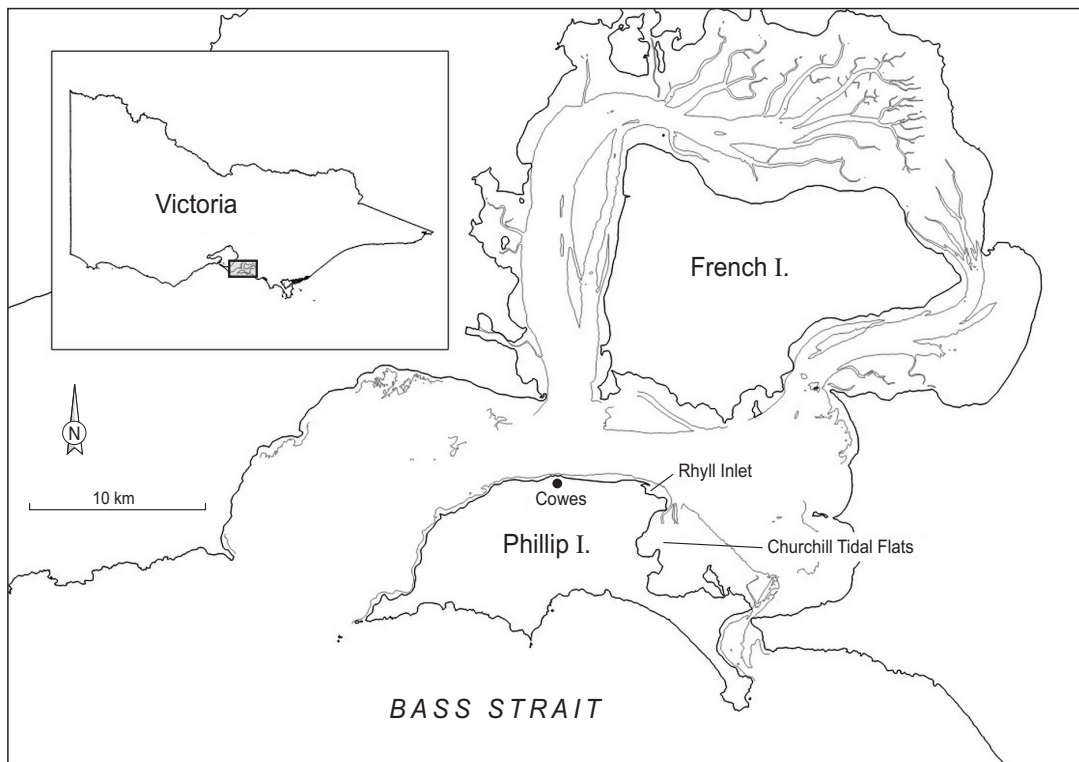 Victoria
French I.
N
10 km
Rhyll Inlet
Cowes
Phillip I.
Churchill Tidal Flats
BASS STRAIT